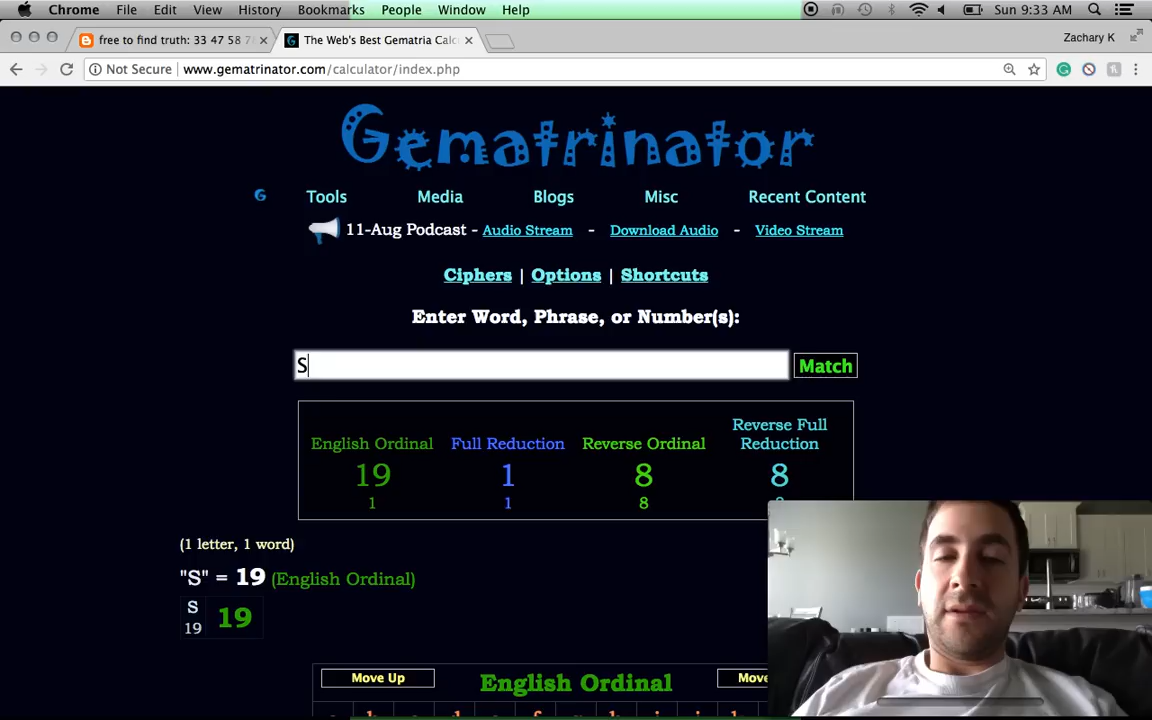 Chrome File Edit View History Bookmarks People Window Help Sun 9:33 AM
free to find truth: 33 47 58 7
The Web's Best Gematria Calc
Zachary K
Not Secure www.gematrinator.com/calculator/index.php
Gematrinator
G Tools Media Blogs Misc Recent Content
11-Aug Podcast - Audio Stream - Download Audio - Video Stream
Ciphers | Options | Shortcuts
Enter Word, Phrase, or Number(s):
S Match
English Ordinal Full Reduction Reverse Ordinal Reverse Full Reduction
19 1 8 8
1 1 8
(1 letter, 1 word)
"S" = 19 (English Ordinal)
S 19
19
Move Up English Ordinal Move